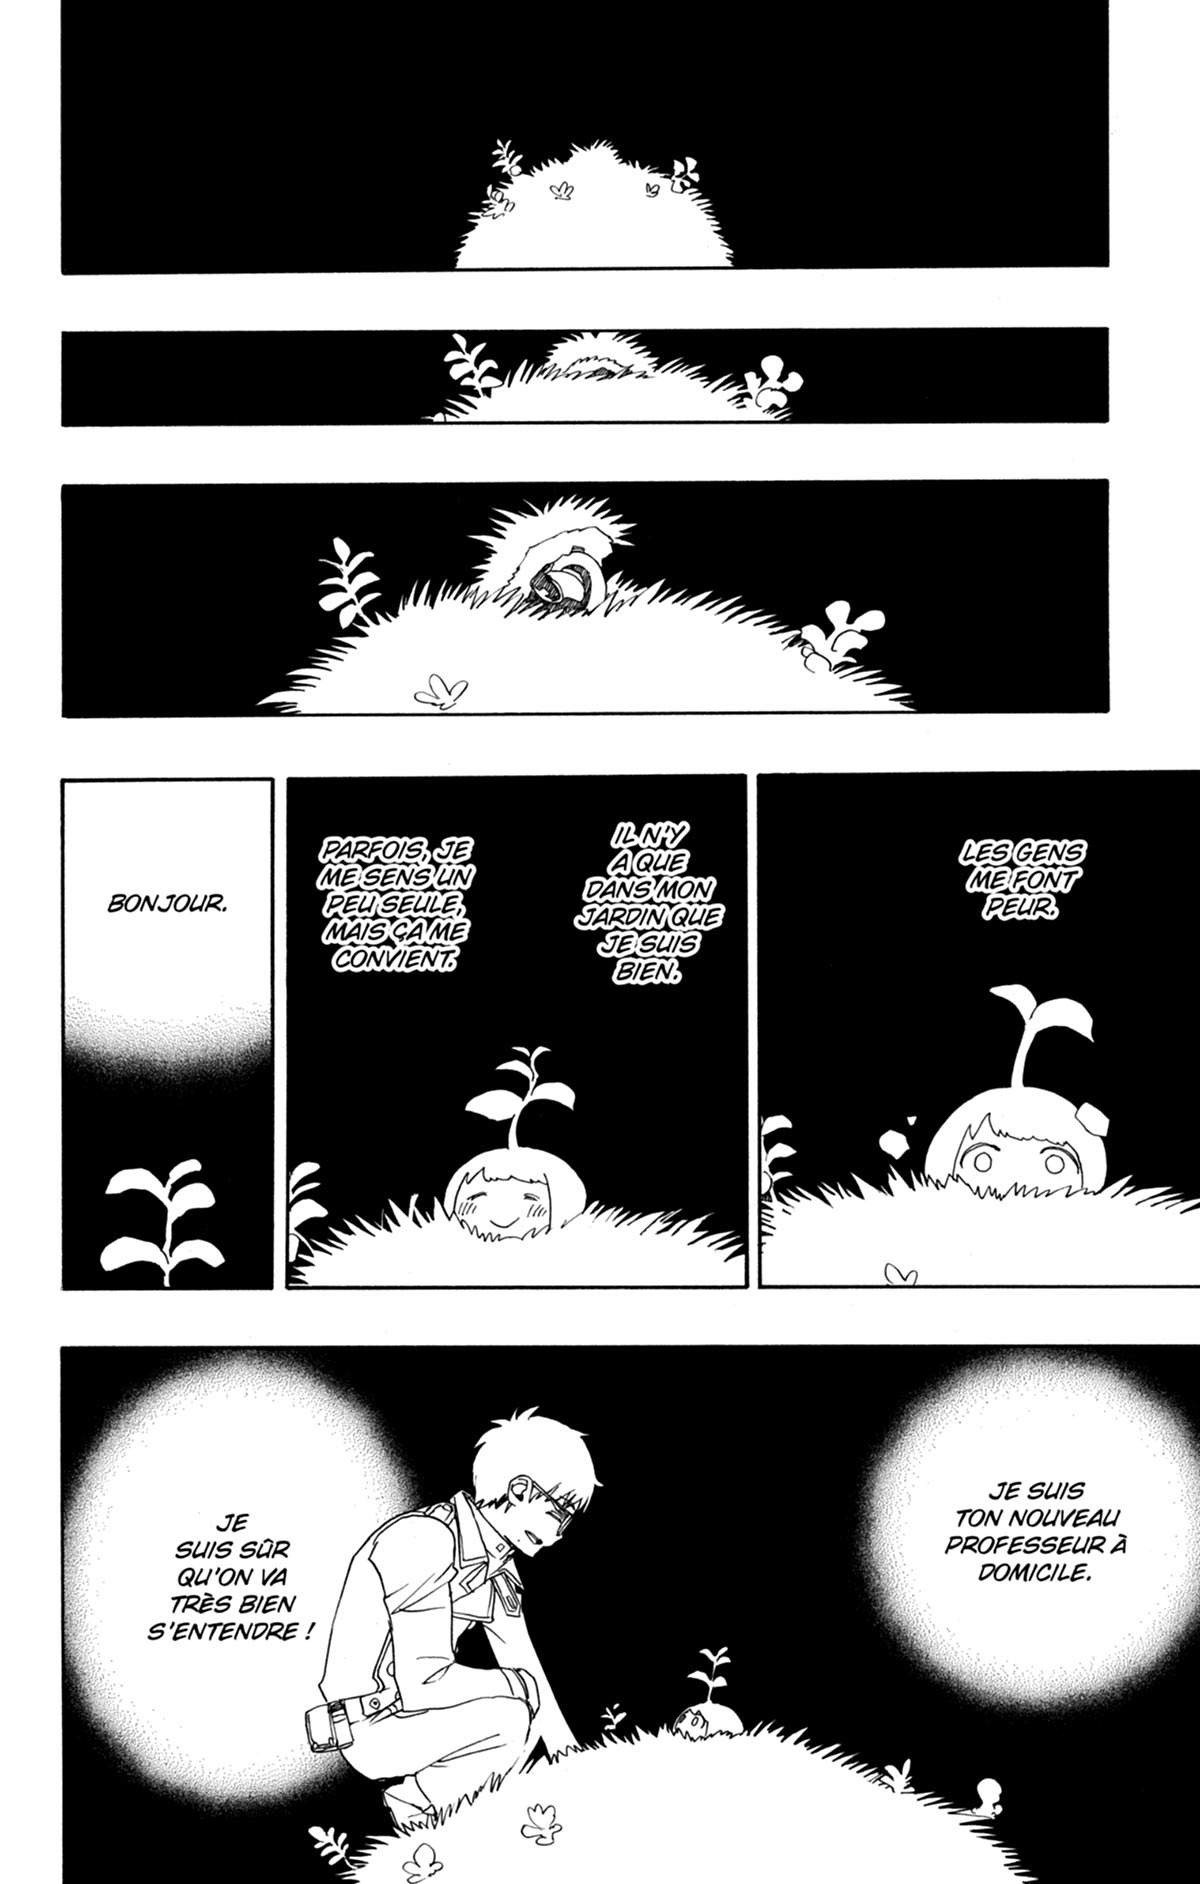 LES GENS
ME FONT
PEUR.
IL N'Y
A QUE
DANS MON
JARDIN QUE
JE SUIS
BIEN.
PARFOIS, JE
ME SENS UN
PEU SEULE,
MAIS ÇA ME
CONVIENT.
BONJOUR.
JE SUIS
TON NOUVEAU
PROFESSEUR À
DOMICILE.
JE
SUIS SÛR
QU'ON VA
TRÈS BIEN
S'ENTENDRE !